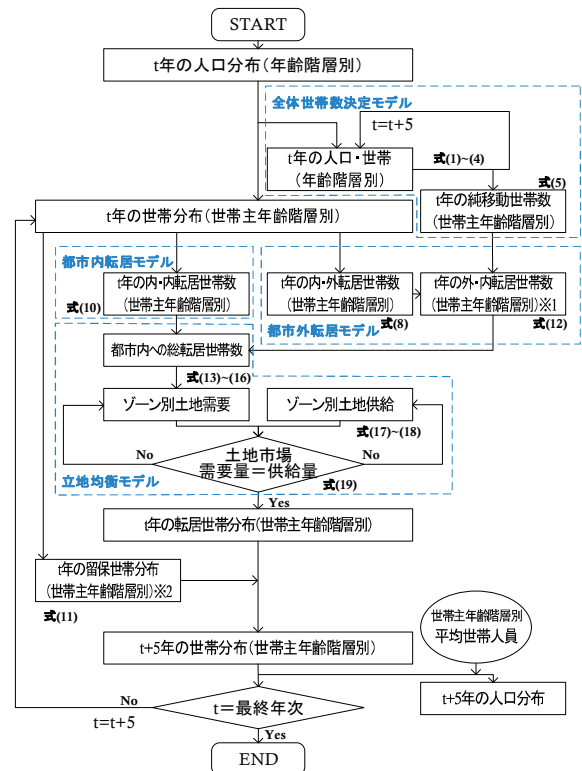 START
t年の人口分布(年齢階層別)
全体世帯数決定モデル
t=t+5
t年の人口・世帯
(年齢階層別)
式(1)~(4)
式(5)
t年の純移動世帯数
(世帯主年齢階層別)
t年の世帯分布(世帯主年齢階層別)
都市内転居モデル
t年の内・内転居世帯数
(世帯主年齢階層別)
式(10)
t年の内・外転居世帯数
(世帯主年齢階層別)
式(8)
t年の外・内転居世帯数
(世帯主年齢階層別)※1
式(12)
都市外転居モデル
都市内への総転居世帯数
式(13)~(16)
ゾーン別土地需要
ゾーン別土地供給
式(17)~(18)
No
土地市場
需要量=供給量
No
式(19)
立地均衡モデル
Yes
t年の転居世帯分布(世帯主年齢階層別)
t年の留保世帯分布
(世帯主年齢階層別)※2
式(11)
世帯主年齢階層別
平均世帯人員
t+5年の世帯分布(世帯主年齢階層別)
t+5年の人口分布
No
t=t+5
t=最終年次
Yes
END